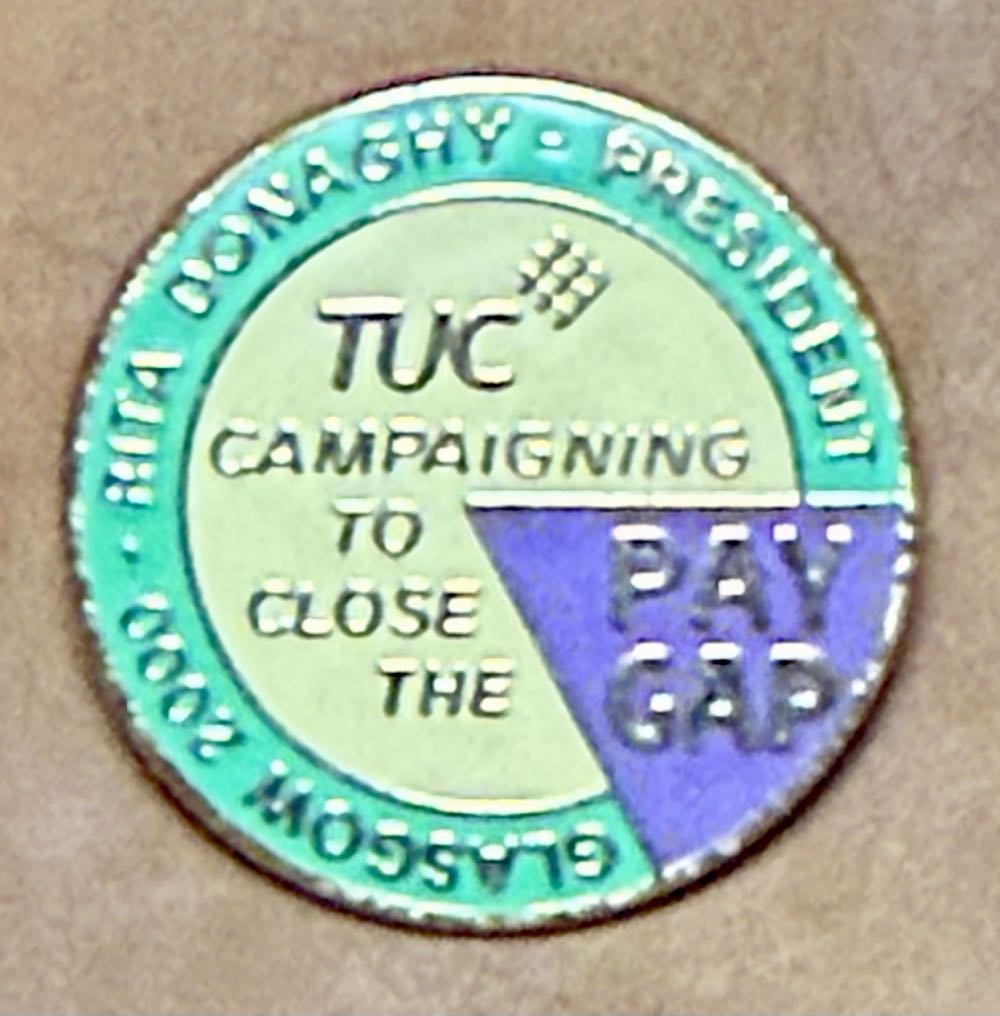 GLASGOW 2000 · RITA DONAGHY · PRESIDENT
TUC
CAMPAIGNING
TO
CLOSE
THE
PAY
GAP